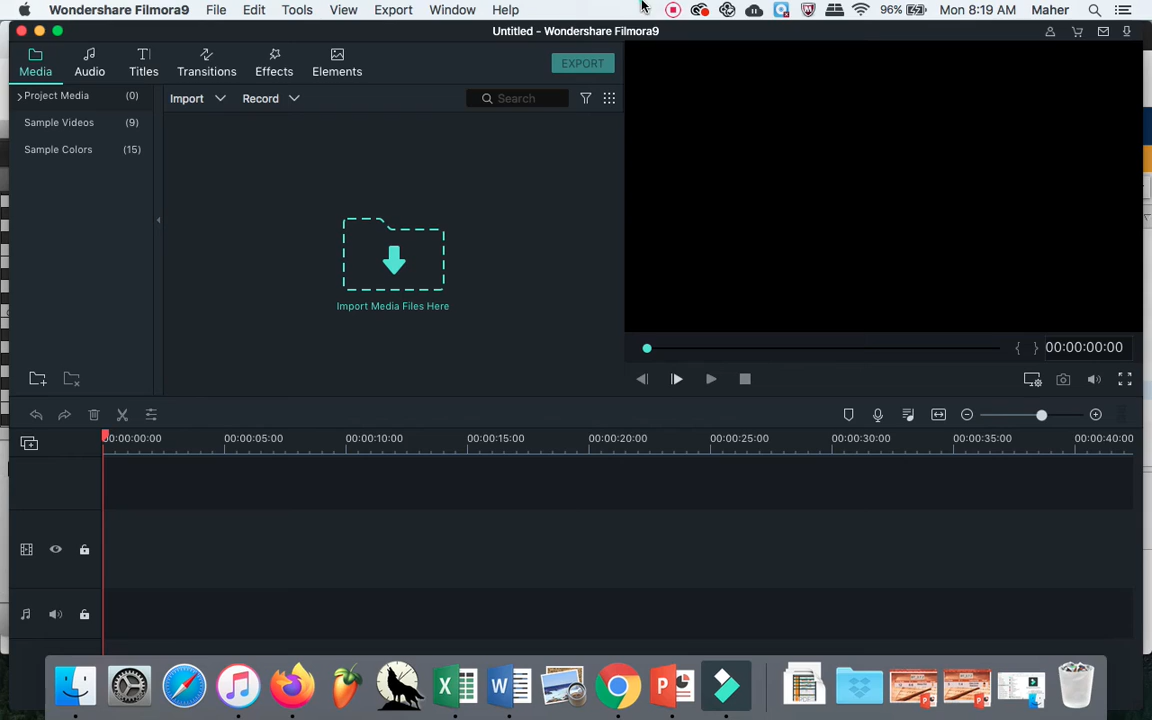 Wondershare Filmora9 File Edit Tools View Export Window Help 96% Mon 8:19 AM Maher
Untitled - Wondershare Filmora9
Media Audio Titles Transitions Effects Elements EXPORT
Project Media (0)
Import Record Search
Sample Videos (9)
Sample Colors (15)
Import Media Files Here
00:00:00:00
00:00:00:00 00:00:05:00 00:00:10:00 00:00:15:00 00:00:20:00 00:00:25:00 00:00:30:00 00:00:35:00 00:00:40:00